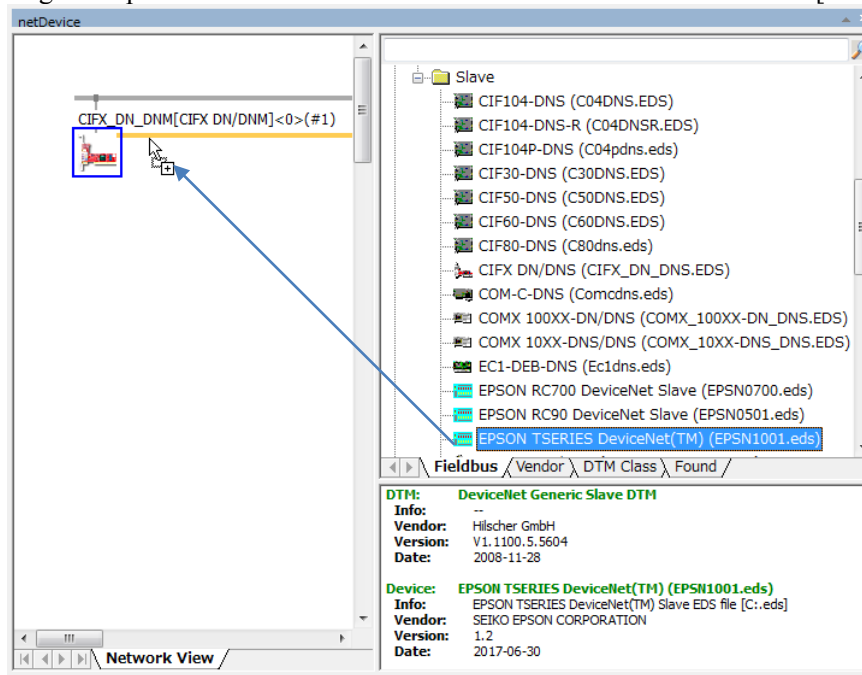 netDevice
CIFX_DN_DNM[CIFX DN/DNM]<0>(#1)
Network View
Slave
CIF104-DNS (C04DNS.EDS)
CIF104-DNS-R (C04DNSR.EDS)
CIF104P-DNS (C04pdns.eds)
CIF30-DNS (C30DNS.EDS)
CIF50-DNS (C50DNS.EDS)
CIF60-DNS (C60DNS.EDS)
CIF80-DNS (C80dns.eds)
CIFX DN/DNS (CIFX_DN_DNS.EDS)
COM-C-DNS (Comcdns.eds)
COMX 100XX-DN/DNS (COMX_100XX-DN_DNS.EDS)
COMX 10XX-DNS/DNS (COMX_10XX-DNS_DNS.EDS)
EC1-DEB-DNS (Ec1dns.eds)
EPSON RC700 DeviceNet Slave (EPSN0700.eds)
EPSON RC90 DeviceNet Slave (EPSN0501.eds)
EPSON TSERIES DeviceNet(TM) (EPSN1001.eds)
Fieldbus Vendor DTM Class Found
DTM: DeviceNet Generic Slave DTM
Info: --
Vendor: Hilscher GmbH
Version: V1.1100.5.5604
Date: 2008-11-28
Device: EPSON TSERIES DeviceNet(TM) (EPSN1001.eds)
Info: EPSON TSERIES DeviceNet(TM) Slave EDS file [C:.eds]
Vendor: SEIKO EPSON CORPORATION
Version: 1.2
Date: 2017-06-30